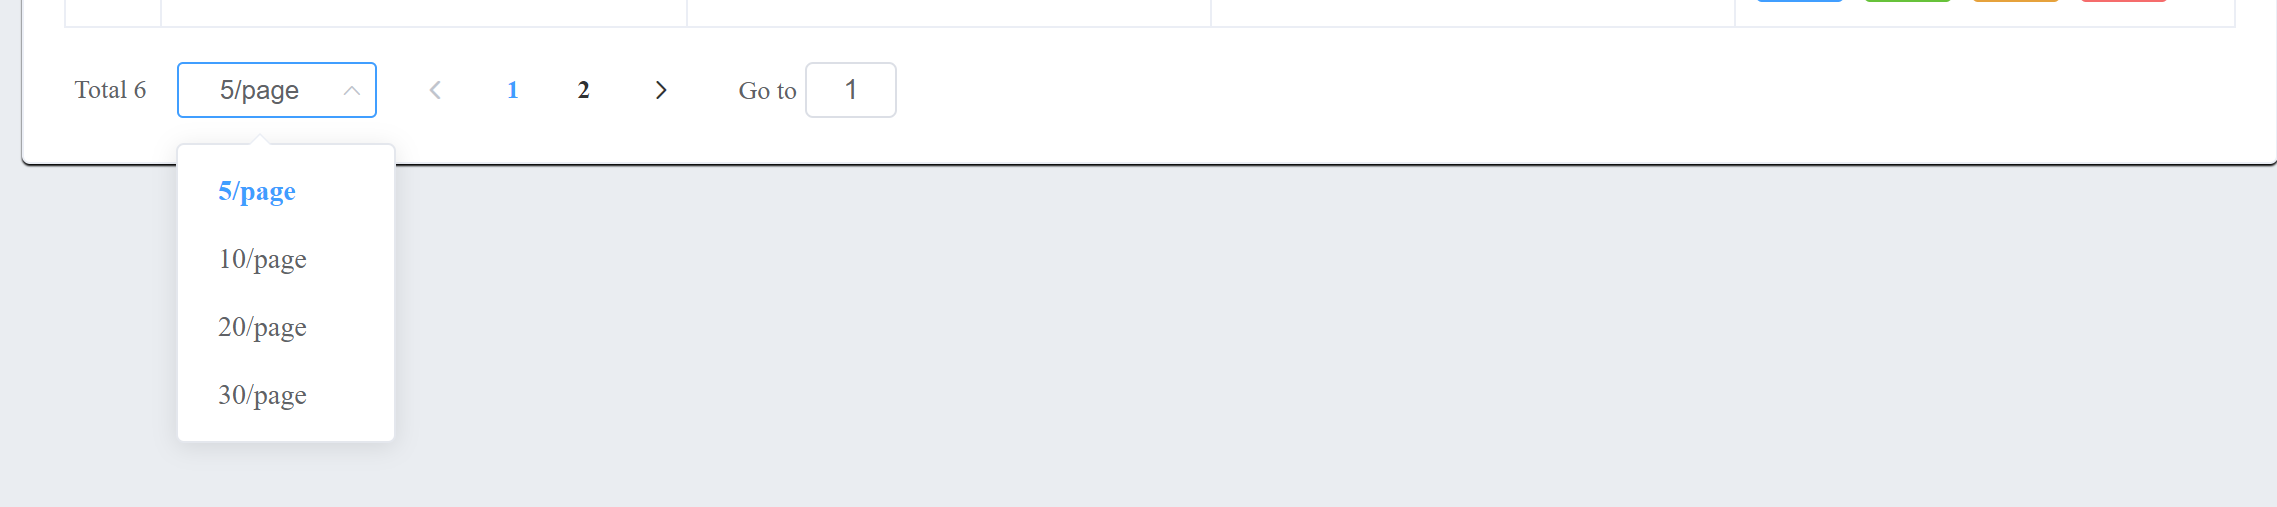 Total 6 5/page 1 2 Go to 1
5/page
10/page
20/page
30/page